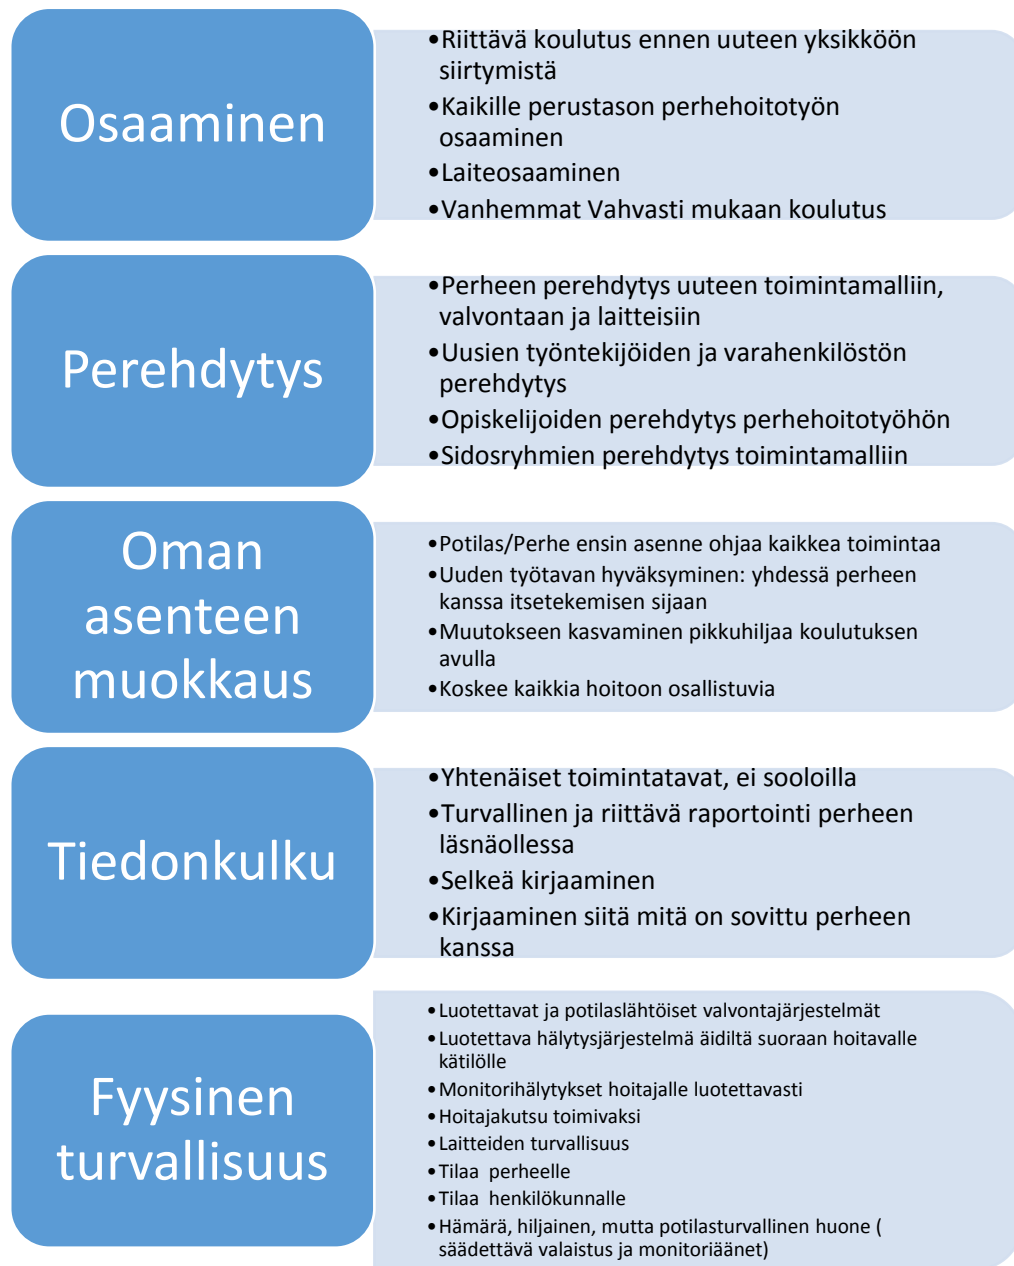 Osaaminen
•Riittävä koulutus ennen uuteen yksikköön
siirtymistä
•Kaikille perustason perhehoitotyön
osaaminen
•Laiteosaaminen
•Vanhemmat Vahvasti mukaan koulutus
Perehdytys
•Perheen perehdytys uuteen toimintamalliin,
valvontaan ja laitteisiin
•Uusien työntekijöiden ja varahenkilöstön
perehdytys
•Opiskelijoiden perehdytys perhehoitotyöhön
•Sidosryhmien perehdytys toimintamalliin
Oman
asenteen
muokkaus
•Potilas/Perhe ensin asenne ohjaa kaikkea toimintaa
•Uuden työtavan hyväksyminen: yhdessä perheen
kanssa itsetekemisen sijaan
•Muutokseen kasvaminen pikkuhiljaa koulutuksen
avulla
•Koskee kaikkia hoitoon osallistuvia
Tiedonkulku
•Yhtenäiset toimintatavat, ei sooloilla
•Turvallinen ja riittävä raportointi perheen
läsnäollessa
•Selkeä kirjaaminen
•Kirjaaminen siitä mitä on sovittu perheen
kanssa
Fyysinen
turvallisuus
•Luotettavat ja potilaslähtöiset valvontajärjestelmät
•Luotettava hälytysjärjestelmä äidiltä suoraan hoitavalle
kätilölle
•Monitorihälytykset hoitajalle luotettavasti
•Hoitajakutsu toimivaksi
•Laitteiden turvallisuus
•Tilaa perheelle
•Tilaa henkilökunnalle
•Hämärä, hiljainen, mutta potilasturvallinen huone (
säädettävä valaistus ja monitoriäänet)